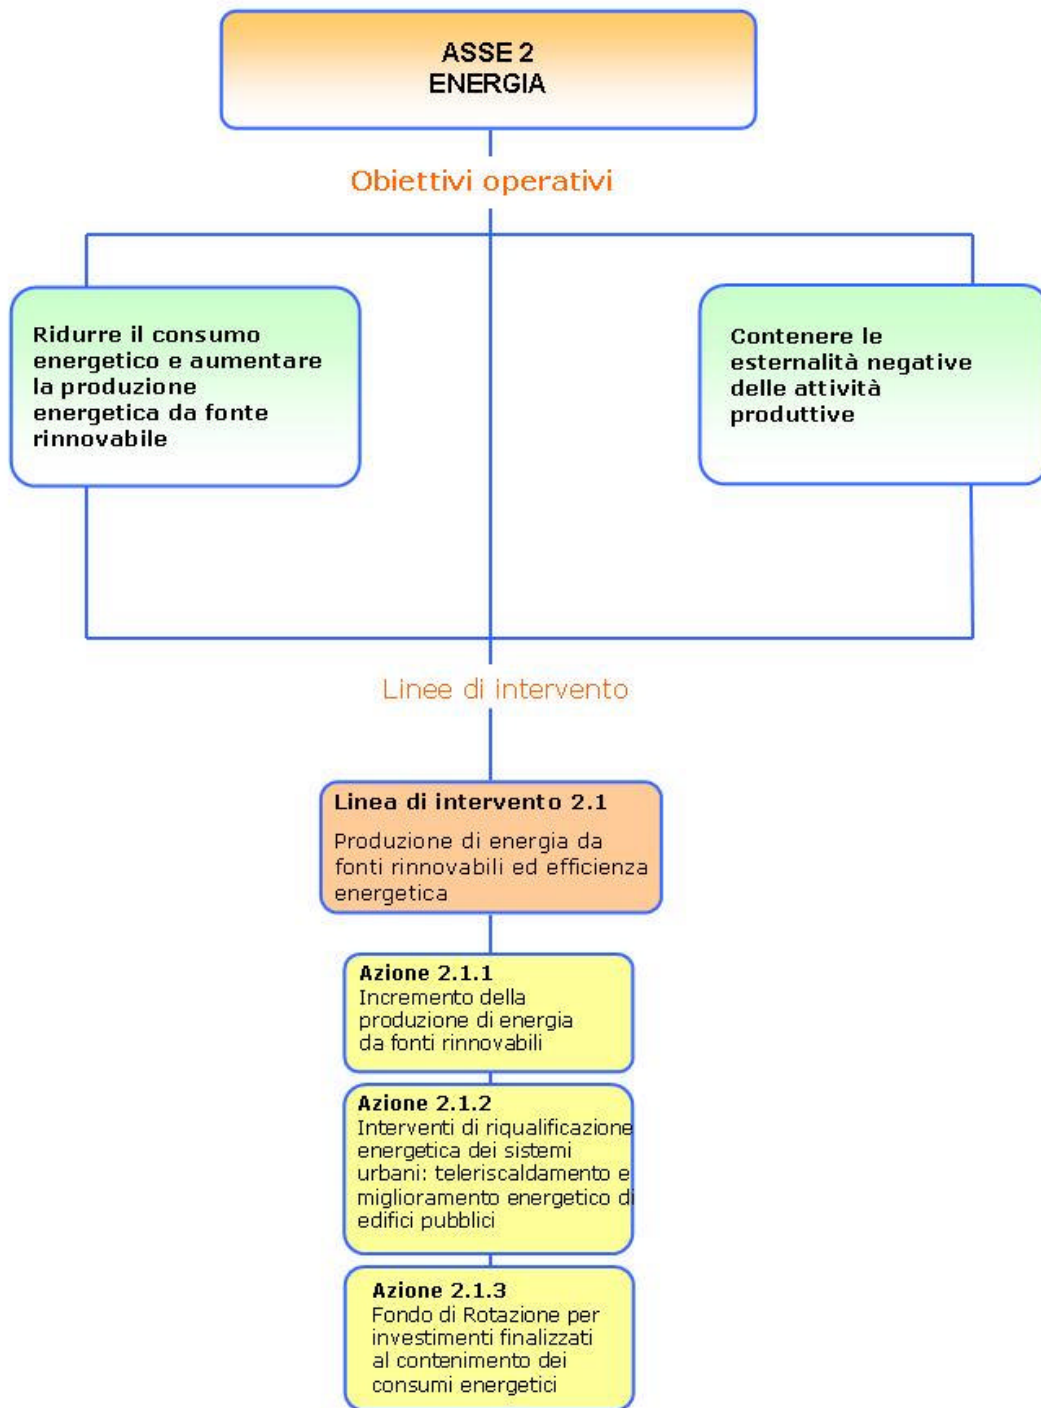 ASSE 2
ENERGIA
Obiettivi operativi
Ridurre il consumo
energetico e aumentare
la produzione
energetica da fonte
rinnovabile
Contenere le
esternalità negative
delle attività
produttive
Linee di intervento
Linea di intervento 2.1
Produzione di energia da
fonti rinnovabili ed efficienza
energetica
Azione 2.1.1
Incremento della
produzione di energia
da fonti rinnovabili
Azione 2.1.2
Interventi di riqualificazione
energetica dei sistemi
urbani: teleriscaldamento e
miglioramento energetico di
edifici pubblici
Azione 2.1.3
Fondo di Rotazione per
investimenti finalizzati
al contenimento dei
consumi energetici